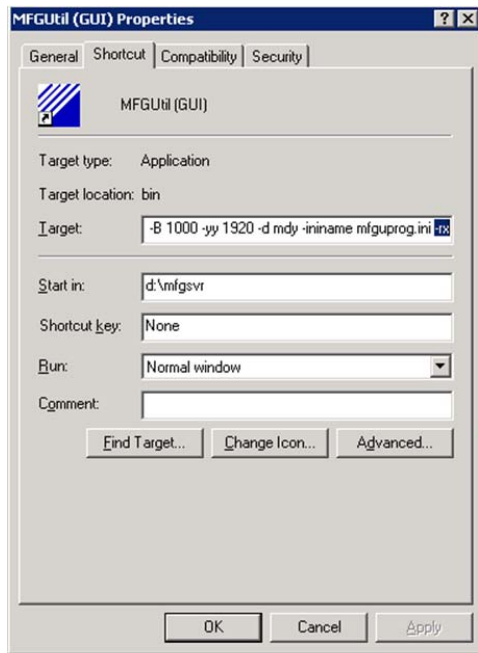 MFGUtil (GUI) Properties
General Shortcut Compatibility Security
MFGUtil (GUI)
Target type: Application
Target location: bin
Target: -B 1000 -yy 1920 -d mdy -ininame mfguprog.ini -rx
Start in: d:\mfgsvr
Shortcut key: None
Run: Normal window
Comment:
Find Target... Change Icon... Advanced...
OK Cancel Apply